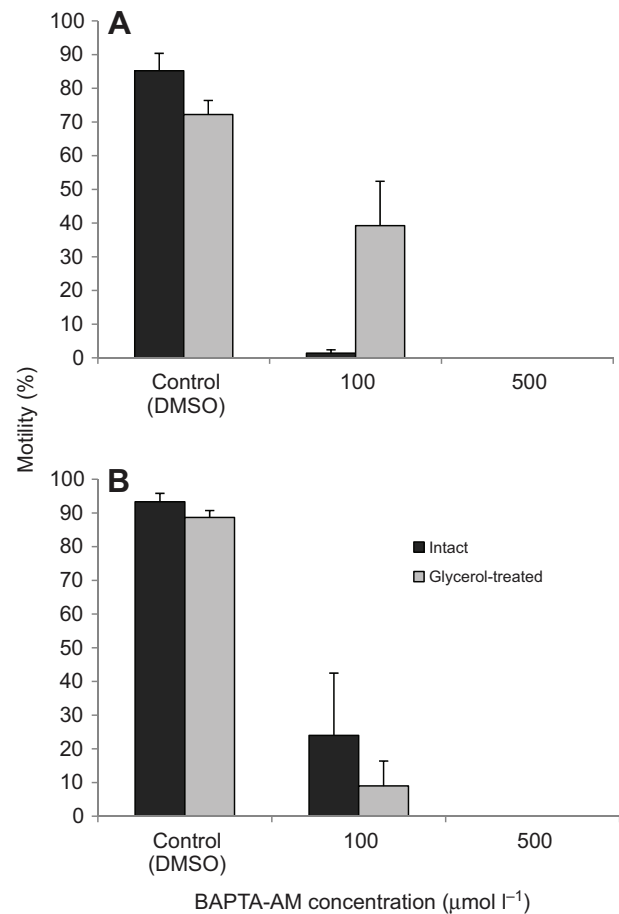 A
100
90
80
70
60
50
40
30
20
10
0
Control
(DMSO)
100
500
Motility (%)
B
100
90
80
70
60
50
40
30
20
10
0
Intact
Glycerol-treated
Control
(DMSO)
100
500
BAPTA-AM concentration (μmol l⁻¹)